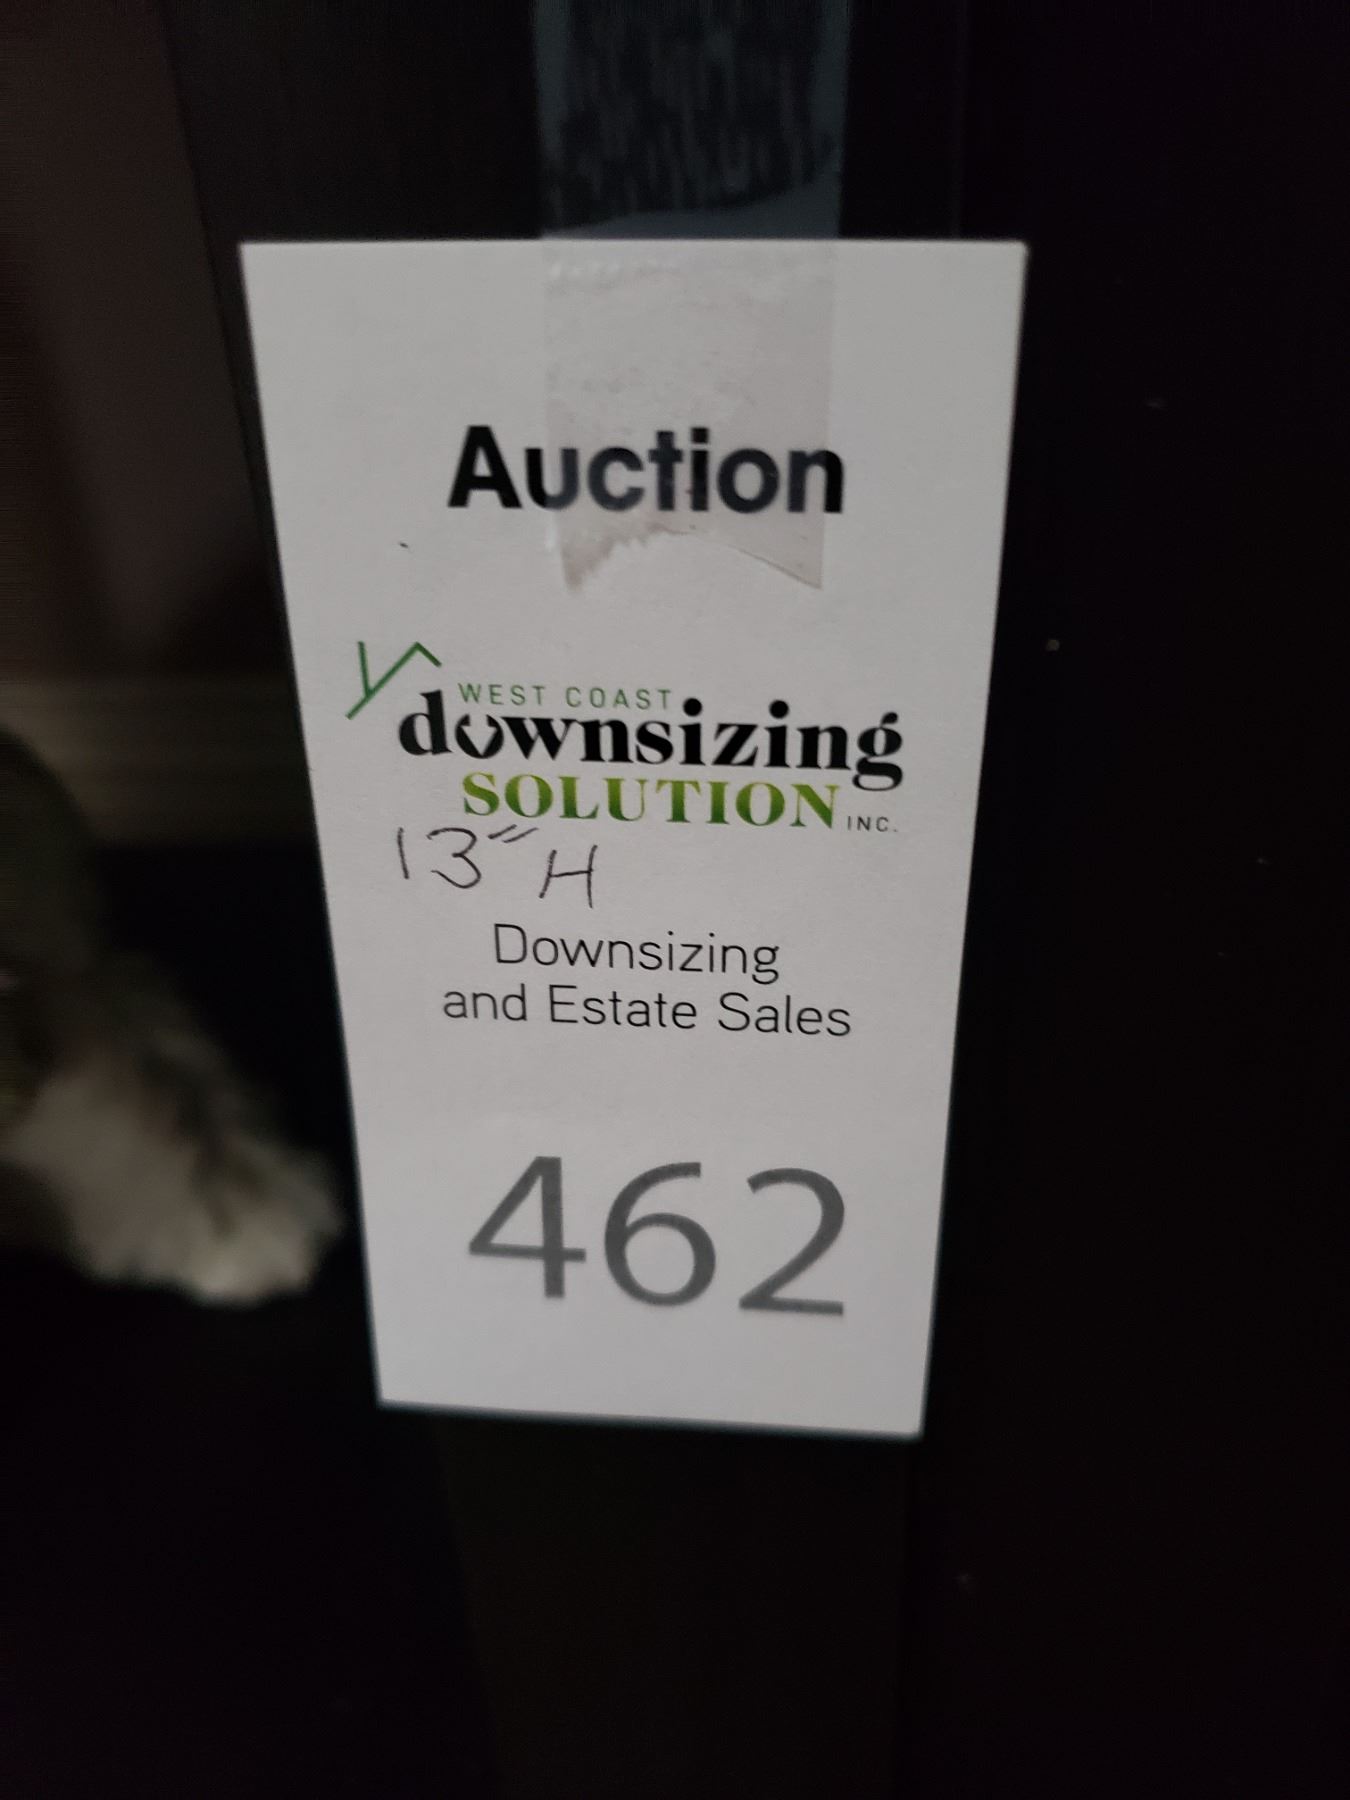 Auction
WEST COAST
downsizing
SOLUTION INC.
13" H
Downsizing
and Estate Sales
462